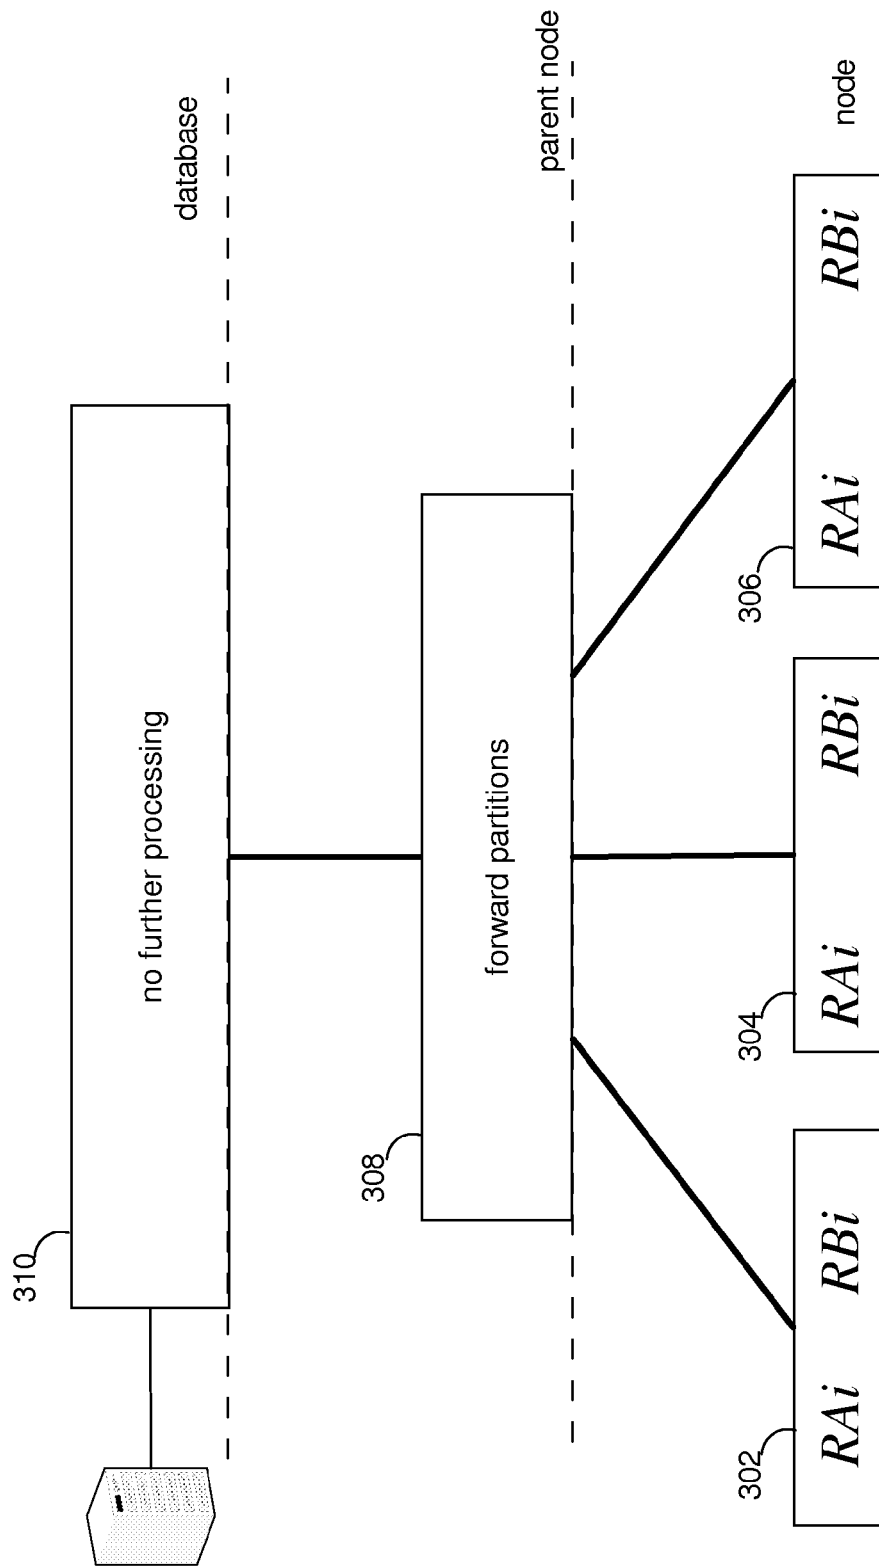 310
no further processing
database
308
forward partitions
parent node
302
RAi RBi
304
RAi RBi
306
RAi RBi
node